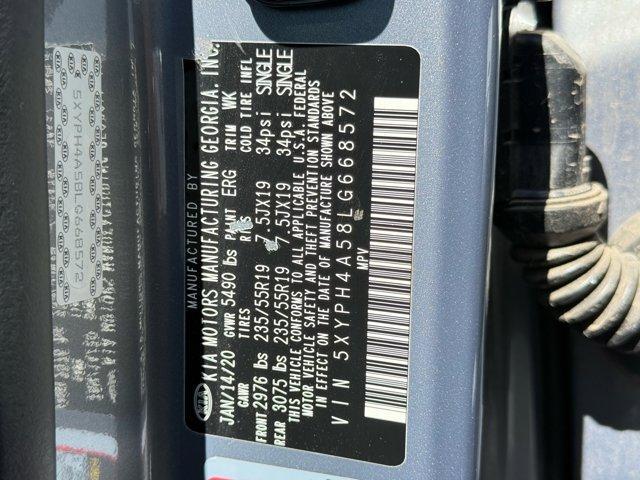 5XYPH4A58LG668572
MANUFACTURED BY
KIA KIA MOTORS MANUFACTURING GEORGIA, INC.
JAN/14/20 GVWR 5490 lbs PAINT ERG TRIM WK
GAWR TIRES RIMS COLD TIRE INFL
FRONT 2976 lbs 235/55R19 7.5JX19 34psi SINGLE
REAR 3075 lbs 235/55R19 7.5JX19 34psi SINGLE
THIS VEHICLE CONFORMS TO ALL APPLICABLE U.S.A. FEDERAL
MOTOR VEHICLE SAFETY AND THEFT PREVENTION STANDARDS
IN EFFECT ON THE DATE OF MANUFACTURE SHOWN ABOVE
VIN 5XYPH4A58LG668572
MPV